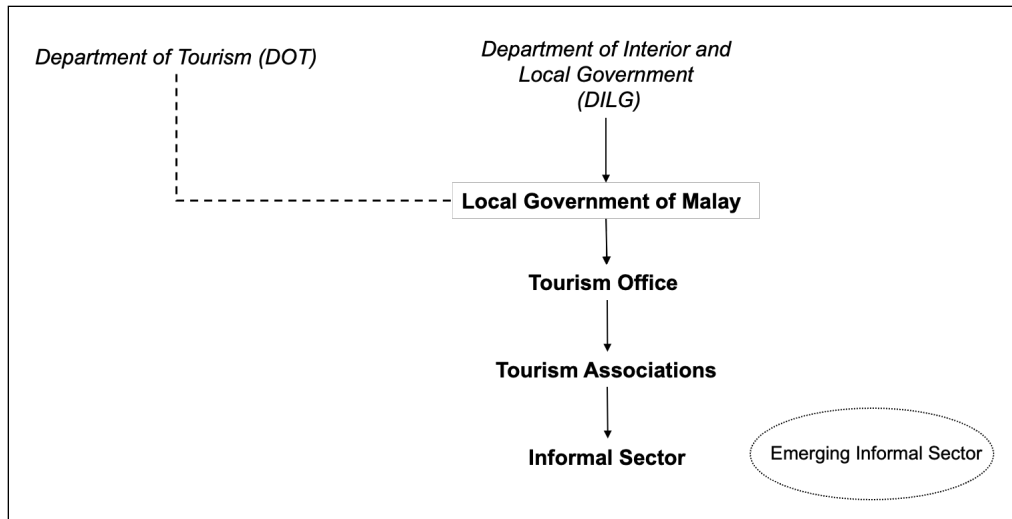 Department of Tourism (DOT)
Department of Interior and
Local Government
(DILG)
Local Government of Malay
Tourism Office
Tourism Associations
Informal Sector
Emerging Informal Sector